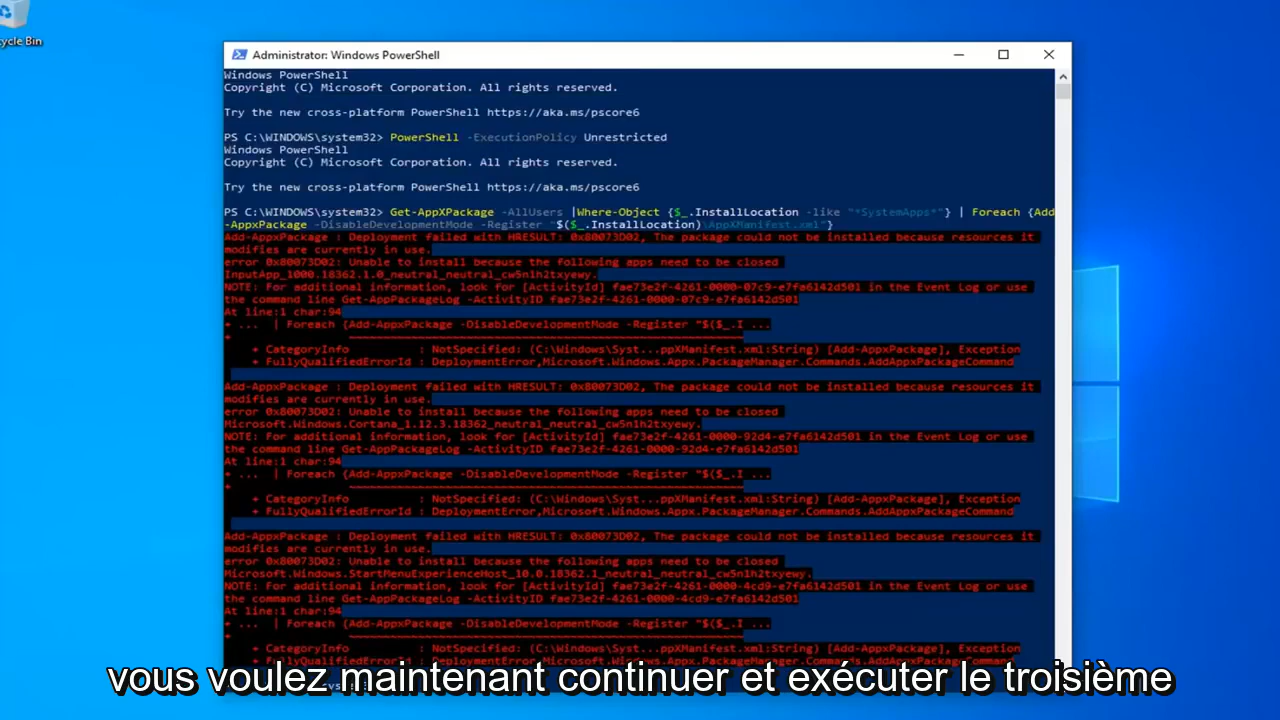 cycle Bin
Administrator: Windows PowerShell
Windows PowerShell
Copyright (C) Microsoft Corporation. All rights reserved.
Try the new cross-platform PowerShell https://aka.ms/pscore6
PS C:\WINDOWS\system32> PowerShell -ExecutionPolicy Unrestricted
Windows PowerShell
Copyright (C) Microsoft Corporation. All rights reserved.
Try the new cross-platform PowerShell https://aka.ms/pscore6
PS C:\WINDOWS\system32> Get-AppXPackage -AllUsers |Where-Object {$_.InstallLocation -like "*SystemApps*"} | Foreach {Add
-AppxPackage -DisableDevelopmentMode -Register "$($_.InstallLocation)\AppXManifest.xml"}
Add-AppxPackage : Deployment failed with HRESULT: 0x80073D02, The package could not be installed because resources it
modifies are currently in use.
error 0x80073D02: Unable to install because the following apps need to be closed
InputApp_1000.18362.1.0_neutral_neutral_cw5n1h2txyewy.
NOTE: For additional information, look for [ActivityId] fae73e2f-4261-0000-07c9-e7fa6142d501 in the Event Log or use
the command line Get-AppPackageLog -ActivityID fae73e2f-4261-0000-07c9-e7fa6142d501
At line:1 char:94
+ ... | Foreach {Add-AppxPackage -DisableDevelopmentMode -Register "$($_.I ...
+ ~~~~~~~~~~~~~~~~~~~~~~~~~~~~~~~~~~~~~~~~~~~~~~~~~~~~~~~~~
+ CategoryInfo : NotSpecified: (C:\Windows\Syst...ppXManifest.xml:String) [Add-AppxPackage], Exception
+ FullyQualifiedErrorId : DeploymentError,Microsoft.Windows.Appx.PackageManager.Commands.AddAppxPackageCommand
Add-AppxPackage : Deployment failed with HRESULT: 0x80073D02, The package could not be installed because resources it
modifies are currently in use.
error 0x80073D02: Unable to install because the following apps need to be closed
Microsoft.Windows.Cortana_1.12.3.18362_neutral_neutral_cw5n1h2txyewy.
NOTE: For additional information, look for [ActivityId] fae73e2f-4261-0000-92d4-e7fa6142d501 in the Event Log or use
the command line Get-AppPackageLog -ActivityID fae73e2f-4261-0000-92d4-e7fa6142d501
At line:1 char:94
+ ... | Foreach {Add-AppxPackage -DisableDevelopmentMode -Register "$($_.I ...
+ ~~~~~~~~~~~~~~~~~~~~~~~~~~~~~~~~~~~~~~~~~~~~~~~~~~~~~~~~~
+ CategoryInfo : NotSpecified: (C:\Windows\Syst...ppXManifest.xml:String) [Add-AppxPackage], Exception
+ FullyQualifiedErrorId : DeploymentError,Microsoft.Windows.Appx.PackageManager.Commands.AddAppxPackageCommand
Add-AppxPackage : Deployment failed with HRESULT: 0x80073D02, The package could not be installed because resources it
modifies are currently in use.
error 0x80073D02: Unable to install because the following apps need to be closed
Microsoft.Windows.StartMenuExperienceHost_10.0.18362.1_neutral_neutral_cw5n1h2txyewy.
NOTE: For additional information, look for [ActivityId] fae73e2f-4261-0000-4cd9-e7fa6142d501 in the Event Log or use
the command line Get-AppPackageLog -ActivityID fae73e2f-4261-0000-4cd9-e7fa6142d501
At line:1 char:94
+ ... | Foreach {Add-AppxPackage -DisableDevelopmentMode -Register "$($_.I ...
+ ~~~~~~~~~~~~~~~~~~~~~~~~~~~~~~~~~~~~~~~~~~~~~~~~~~~~~~~~~
+ CategoryInfo : NotSpecified: (C:\Windows\Syst...ppXManifest.xml:String) [Add-AppxPackage], Exception
vous voulez maintenant continuer et exécuter le troisième